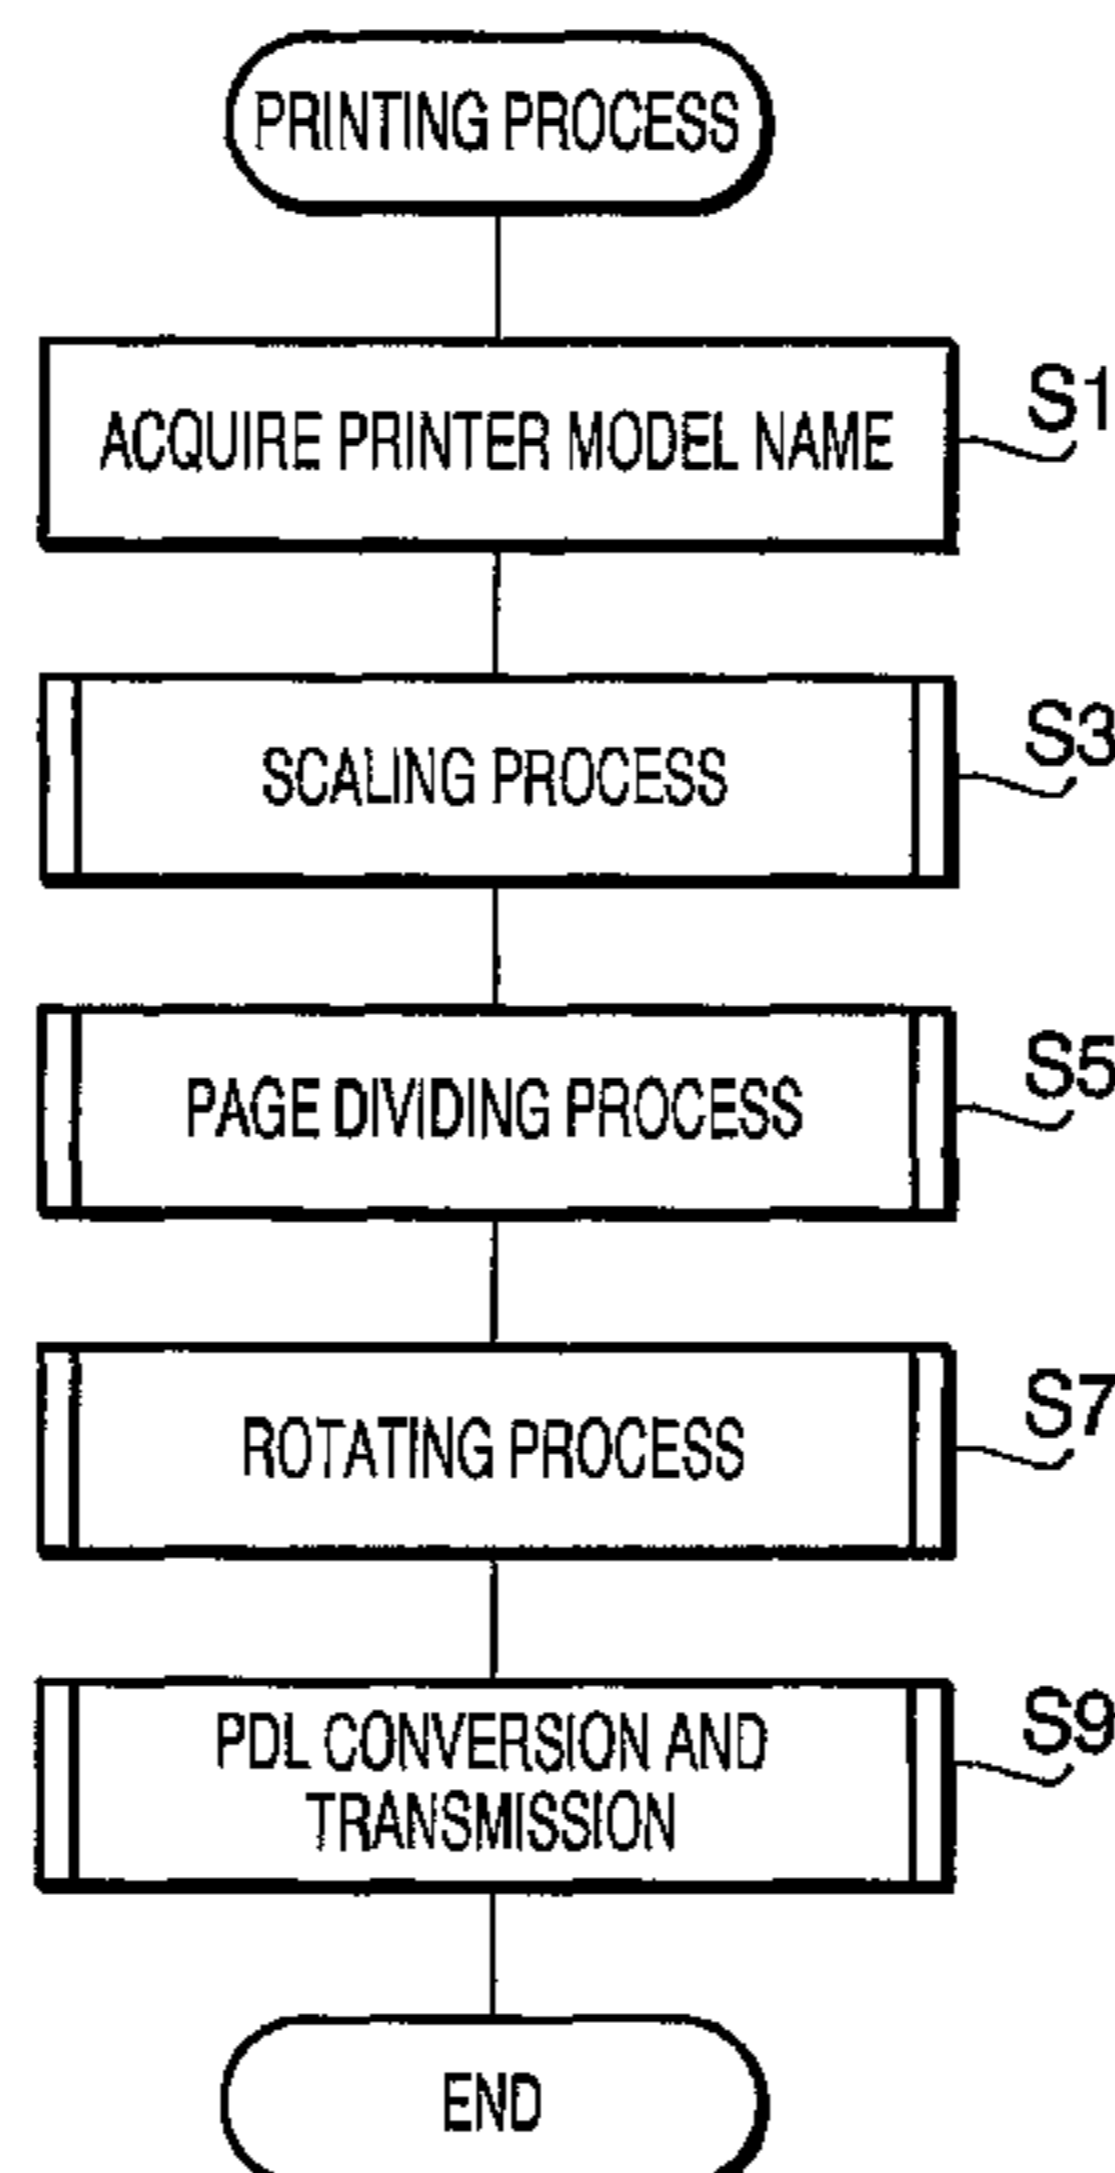 PRINTING PROCESS
ACQUIRE PRINTER MODEL NAME
S1
SCALING PROCESS
S3
PAGE DIVIDING PROCESS
S5
ROTATING PROCESS
S7
PDL CONVERSION AND
TRANSMISSION
S9
END